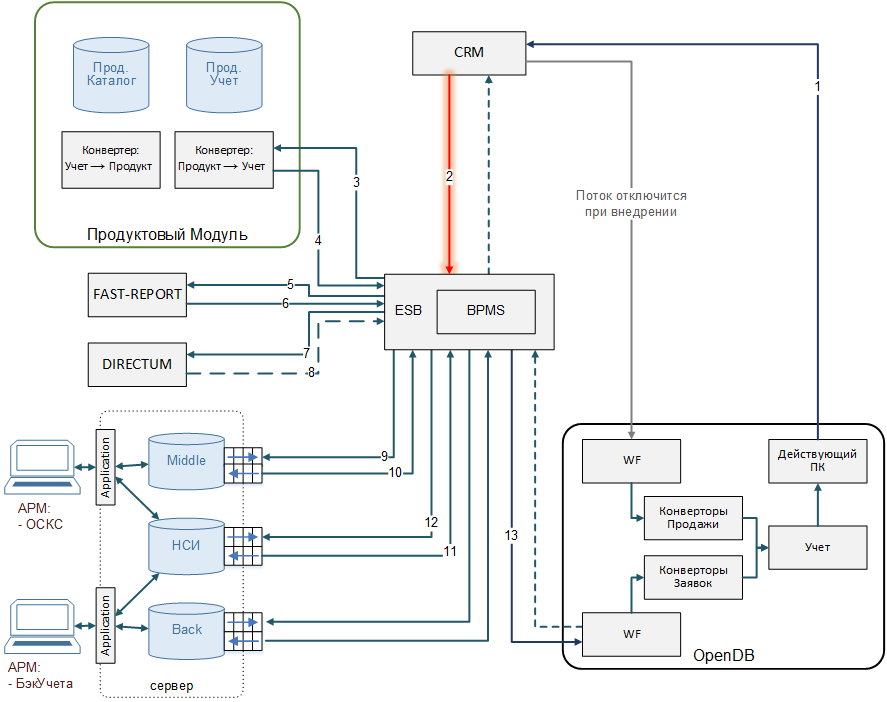 Прод.
Каталог
Прод.
Учет
Конвертер:
Учет → Продукт
Конвертер:
Продукт → Учет
Продуктовый Модуль
CRM
1
2
3
4
Поток отключится
при внедрении
FAST-REPORT
5
6
ESB
BPMS
DIRECTUM
7
8
Application
Middle
9
10
АРМ:
- ОСКС
НСИ
12
11
13
Application
Back
АРМ:
- БэкУчета
сервер
WF
Действующий
ПК
Конверторы
Продажи
Учет
Конверторы
Заявок
WF
OpenDB